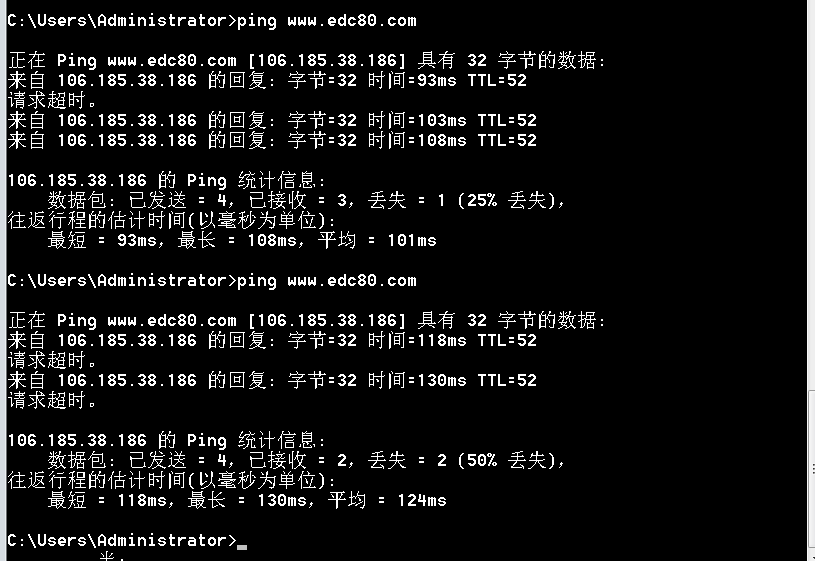 C:\Users\Administrator>ping www.edc80.com
正在 Ping www.edc80.com [106.185.38.186] 具有 32 字节的数据:
来自 106.185.38.186 的回复: 字节=32 时间=93ms TTL=52
请求超时。
来自 106.185.38.186 的回复: 字节=32 时间=103ms TTL=52
来自 106.185.38.186 的回复: 字节=32 时间=108ms TTL=52
106.185.38.186 的 Ping 统计信息:
数据包: 已发送 = 4，已接收 = 3，丢失 = 1 (25% 丢失)，
往返行程的估计时间(以毫秒为单位):
最短 = 93ms，最长 = 108ms，平均 = 101ms
C:\Users\Administrator>ping www.edc80.com
正在 Ping www.edc80.com [106.185.38.186] 具有 32 字节的数据:
来自 106.185.38.186 的回复: 字节=32 时间=118ms TTL=52
请求超时。
来自 106.185.38.186 的回复: 字节=32 时间=130ms TTL=52
请求超时。
106.185.38.186 的 Ping 统计信息:
数据包: 已发送 = 4，已接收 = 2，丢失 = 2 (50% 丢失)，
往返行程的估计时间(以毫秒为单位):
最短 = 118ms，最长 = 130ms，平均 = 124ms
C:\Users\Administrator>_